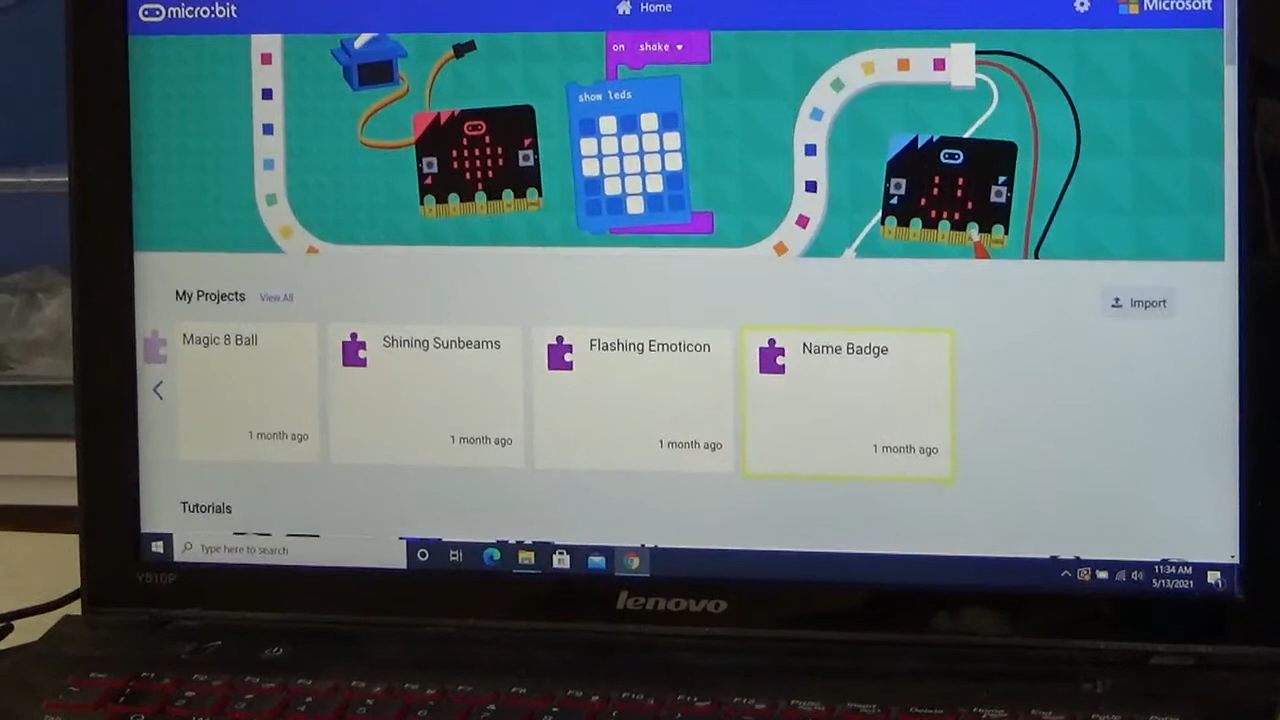 micro:bit
Home
Microsoft
on shake
show leds
My Projects View All
Import
Magic 8 Ball
Shining Sunbeams
Flashing Emoticon
Name Badge
1 month ago
1 month ago
1 month ago
1 month ago
Tutorials
Type here to search
11:34 AM
5/13/2021
Y510P
lenovo